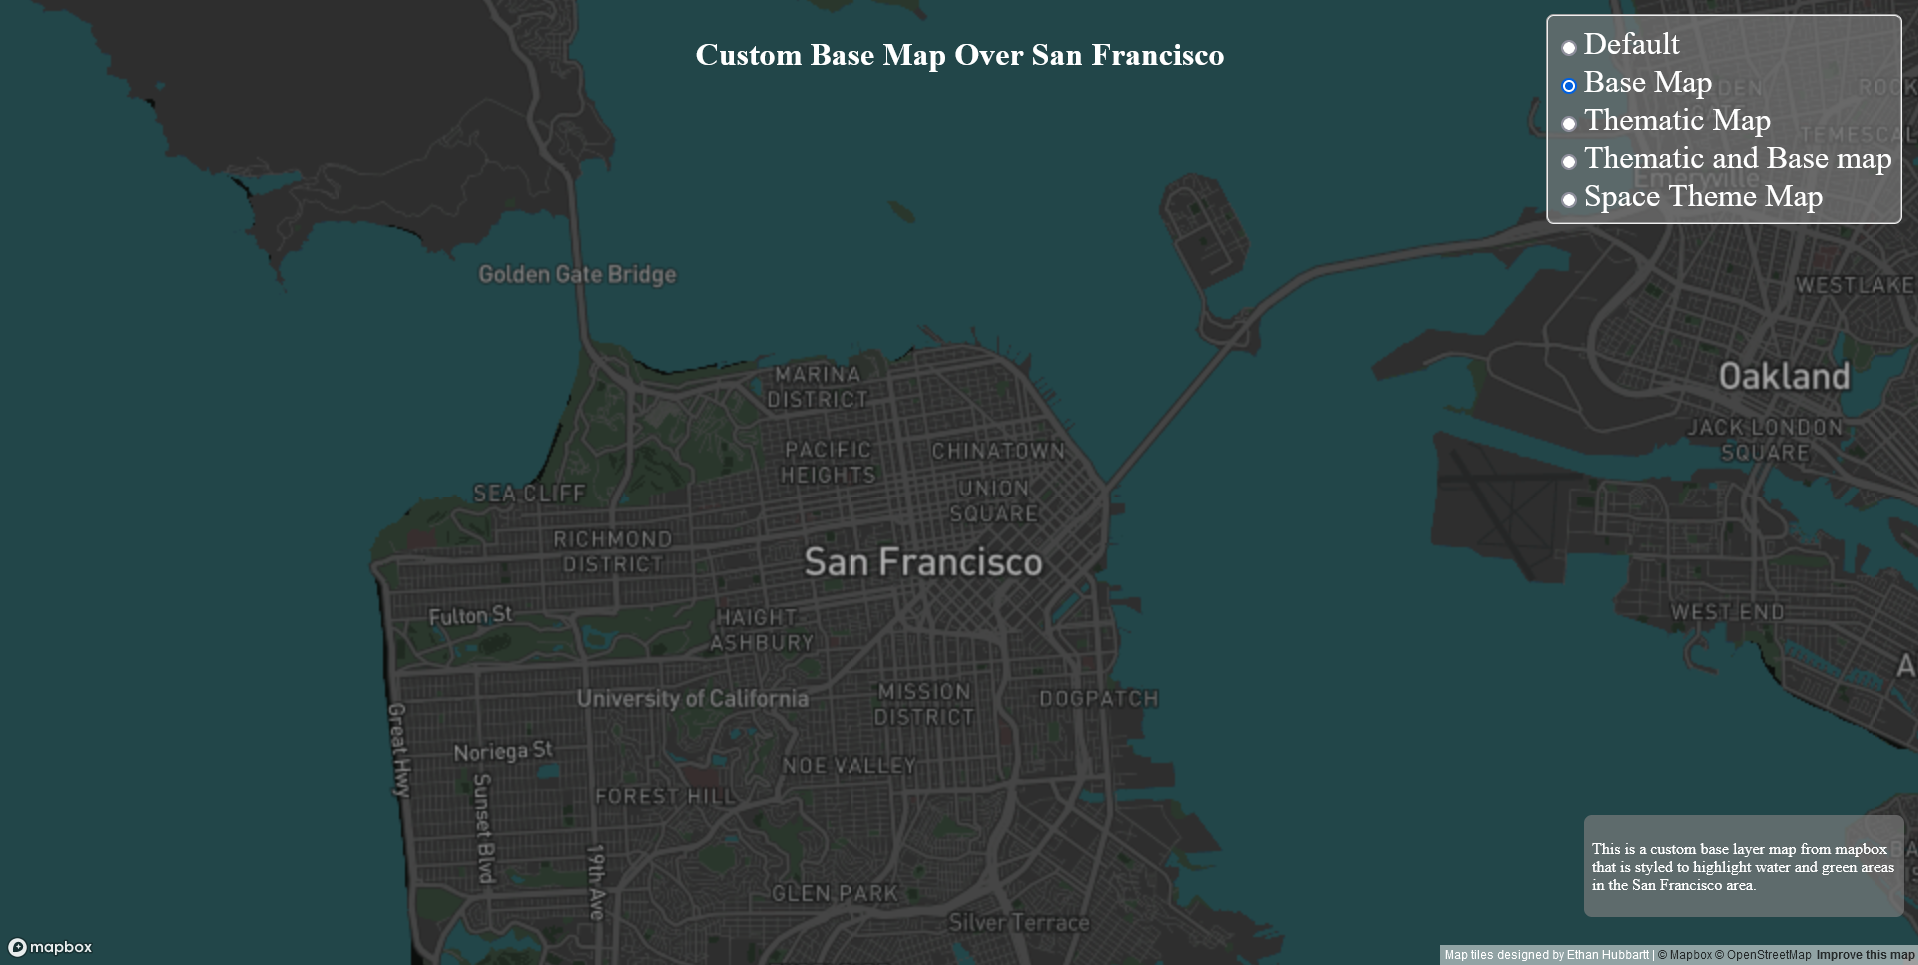 Custom Base Map Over San Francisco
Default
Base Map
Thematic Map
Thematic and Base map
Space Theme Map
TEMESCAL
Emeryville
Golden Gate Bridge
WESTLAKE
MARINA
DISTRICT
Oakland
JACK LONDON
SQUARE
PACIFIC
HEIGHTS
CHINATOWN
UNION
SQUARE
SEA CLIFF
RICHMOND
DISTRICT
San Francisco
Fulton St
HAIGHT-
ASHBURY
WEST END
A
University of California
MISSION
DISTRICT
DOGPATCH
Great Hwy
Noriega St
NOE VALLEY
Sunset Blvd
FOREST HILL
19th Ave
GLEN PARK
Silver Terrace
This is a custom base layer map from mapbox
that is styled to highlight water and green areas
in the San Francisco area.
mapbox
Map tiles designed by Ethan Hubbartt | © Mapbox © OpenStreetMap Improve this map